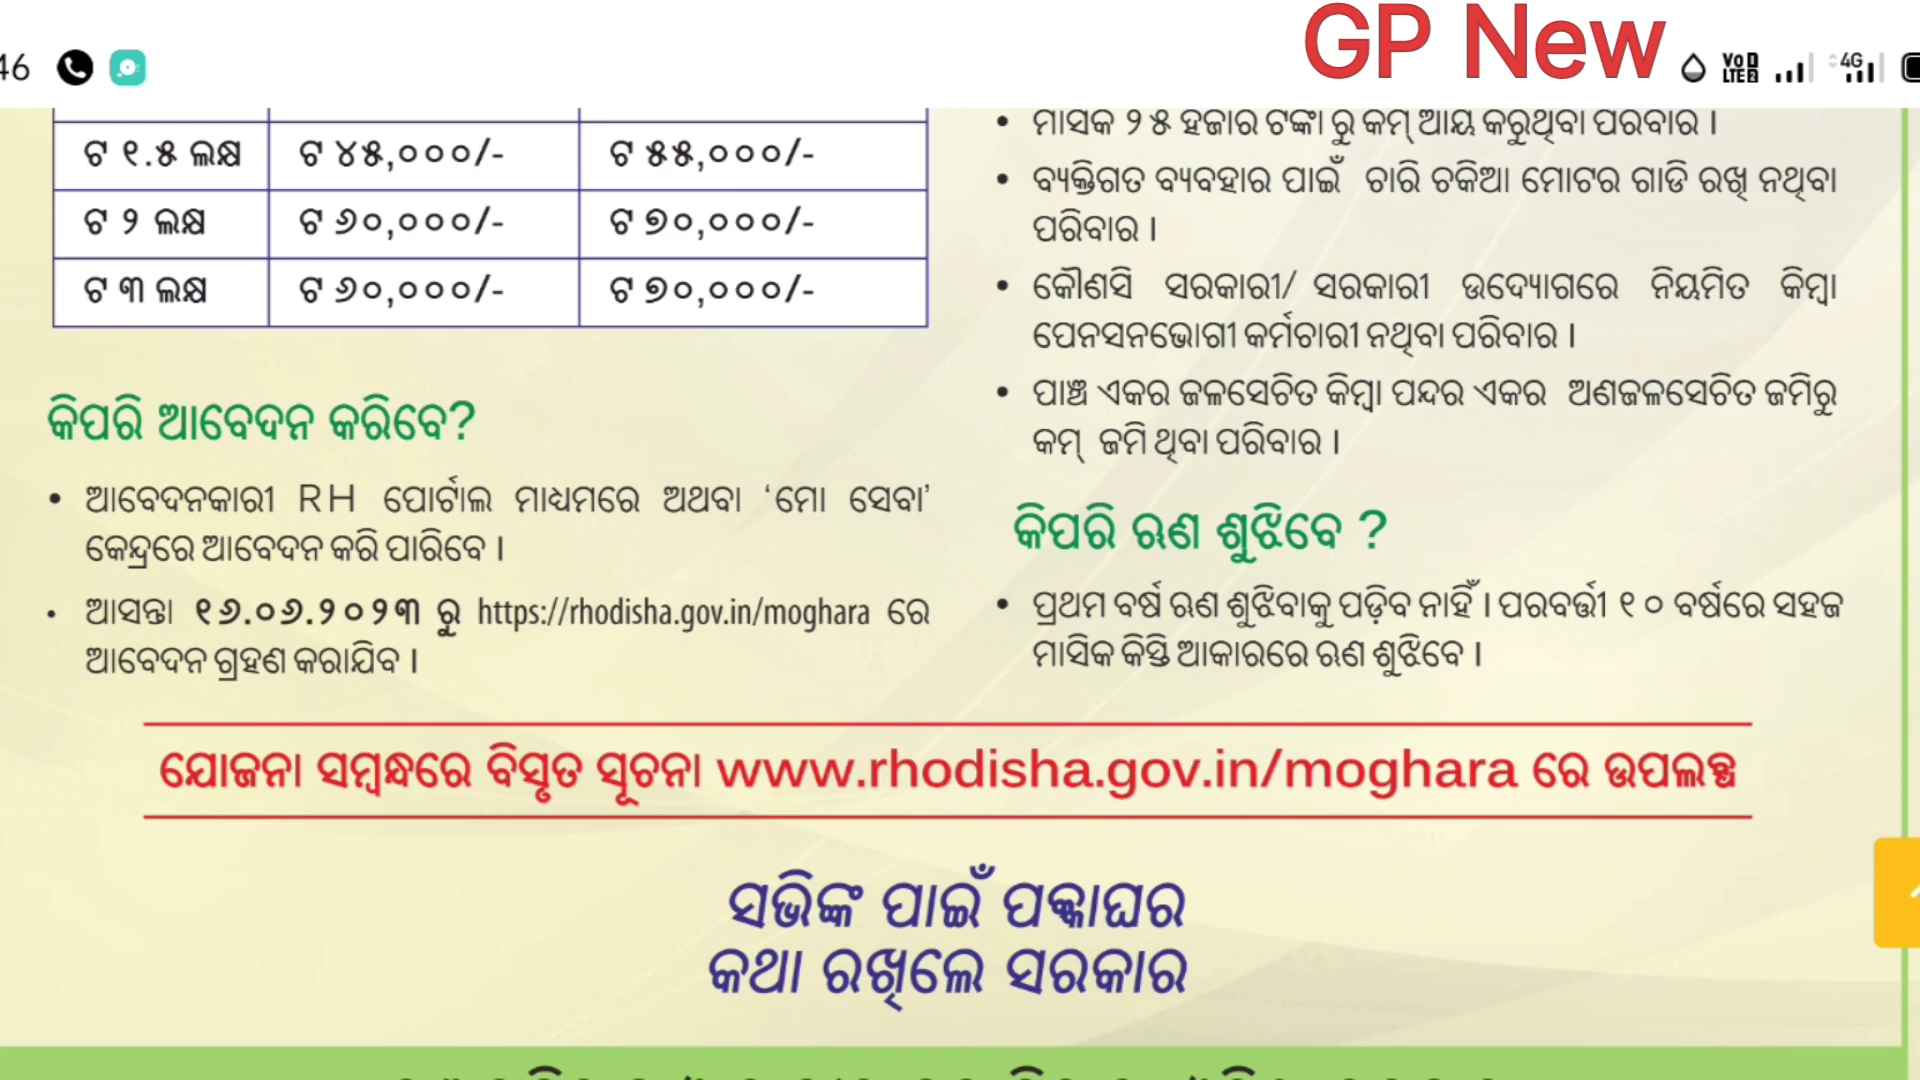 GP New
46
VoD LTE2
4G
ଟ ୧.୫ ଲକ୍ଷ ଟ ୪୫,୦୦୦/- ଟ ୫୫,୦୦୦/-
ଟ ୨ ଲକ୍ଷ ଟ ୬୦,୦୦୦/- ଟ ୭୦,୦୦୦/-
ଟ ୩ ଲକ୍ଷ ଟ ୬୦,୦୦୦/- ଟ ୭୦,୦୦୦/-
କିପରି ଆବେଦନ କରିବେ?
• ଆବେଦନକାରୀ RH ପୋର୍ଟାଲ ମାଧ୍ୟମରେ ଅଥବା ‘ମୋ ସେବା’
କେନ୍ଦ୍ରରେ ଆବେଦନ କରି ପାରିବେ ।
• ଆସନ୍ତା ୧୬.୦୬.୨୦୨୩ ରୁ https://rhodisha.gov.in/moghara ରେ
ଆବେଦନ ଗ୍ରହଣ କରାଯିବ ।
• ମାସିକ ୨୫ ହଜାର ଟଙ୍କା ରୁ କମ୍ ଆୟ କରୁଥିବା ପରିବାର ।
• ବ୍ୟକ୍ତିଗତ ବ୍ୟବହାର ପାଇଁ ଚାରି ଚକିଆ ମୋଟର ଗାଡି ରଖି ନଥିବା
ପରିବାର ।
• କୌଣସି ସରକାରୀ/ ସରକାରୀ ଉଦ୍ୟୋଗରେ ନିୟମିତ କିମ୍ବା
ପେନସନଭୋଗୀ କର୍ମଚାରୀ ନଥିବା ପରିବାର ।
• ପାଞ୍ଚ ଏକର ଜଳସେଚିତ କିମ୍ବା ପନ୍ଦର ଏକର ଅଣଜଳସେଚିତ ଜମିରୁ
କମ୍ ଜମି ଥିବା ପରିବାର ।
କିପରି ଋଣ ଶୁଝିବେ ?
• ପ୍ରଥମ ବର୍ଷ ଋଣ ଶୁଝିବାକୁ ପଡ଼ିବ ନାହିଁ । ପରବର୍ତ୍ତୀ ୧୦ ବର୍ଷରେ ସହଜ
ମାସିକ କିସ୍ତି ଆକାରରେ ଋଣ ଶୁଝିବେ ।
ଯୋଜନା ସମ୍ବନ୍ଧରେ ବିସ୍ତୃତ ସୂଚନା www.rhodisha.gov.in/moghara ରେ ଉପଲବ୍ଧ
ସଭିଙ୍କ ପାଇଁ ପକ୍କାଘର
କଥା ରଖିଲେ ସରକାର